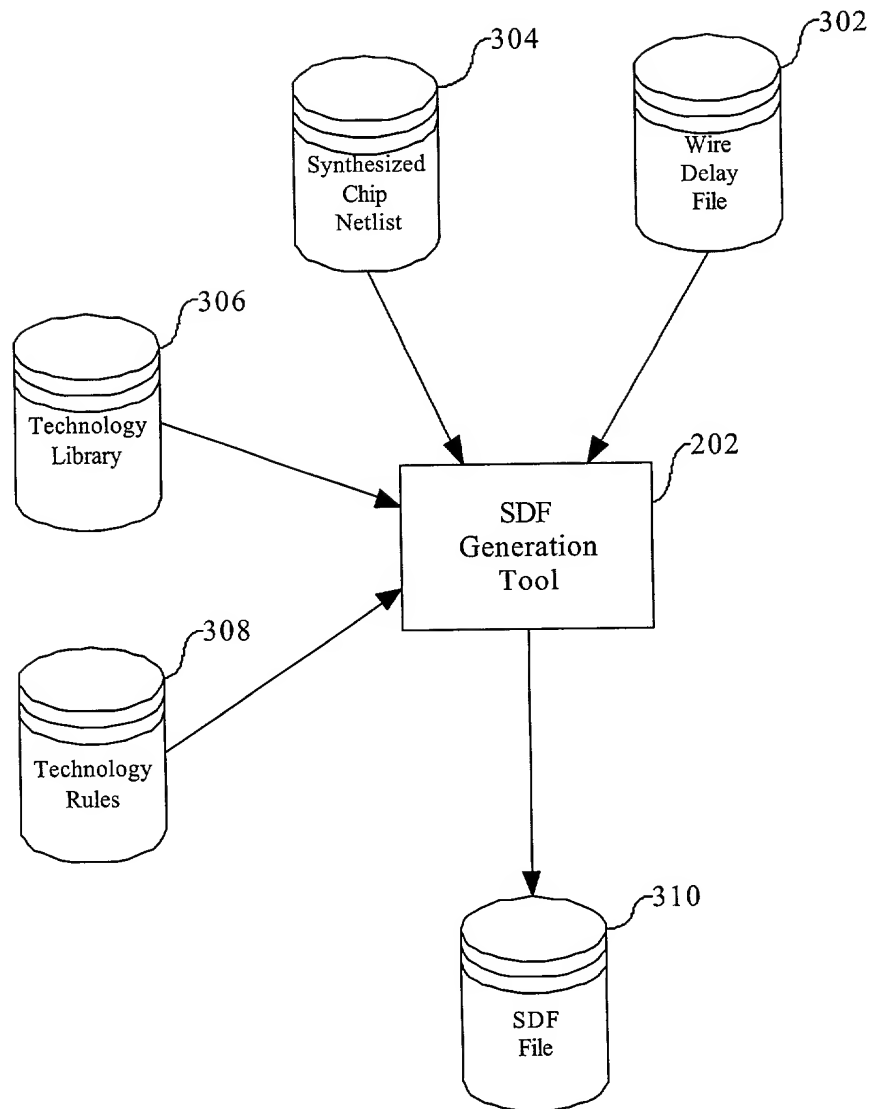 304
302
Synthesized
Chip
Netlist
Wire
Delay
File
306
Technology
Library
202
SDF
Generation
Tool
308
Technology
Rules
310
SDF
File